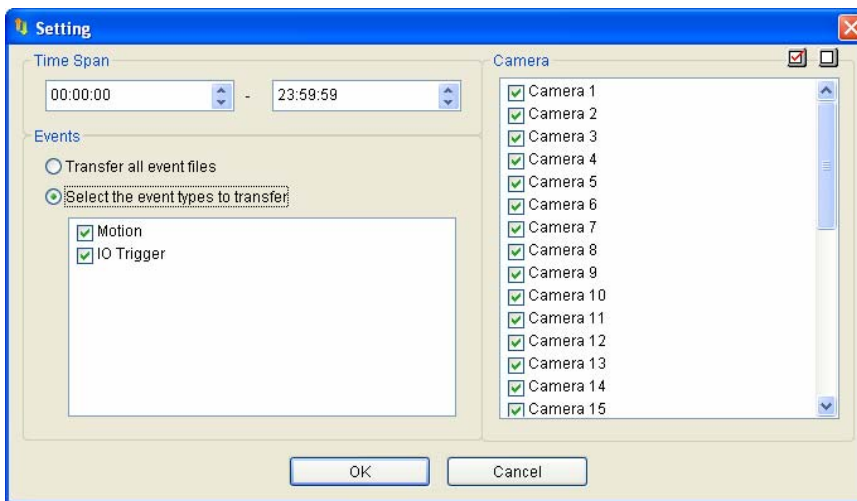 Setting
Time Span
00:00:00 - 23:59:59
Events
Transfer all event files
Select the event types to transfer
Motion
IO Trigger
Camera
Camera 1
Camera 2
Camera 3
Camera 4
Camera 5
Camera 6
Camera 7
Camera 8
Camera 9
Camera 10
Camera 11
Camera 12
Camera 13
Camera 14
Camera 15
OK
Cancel